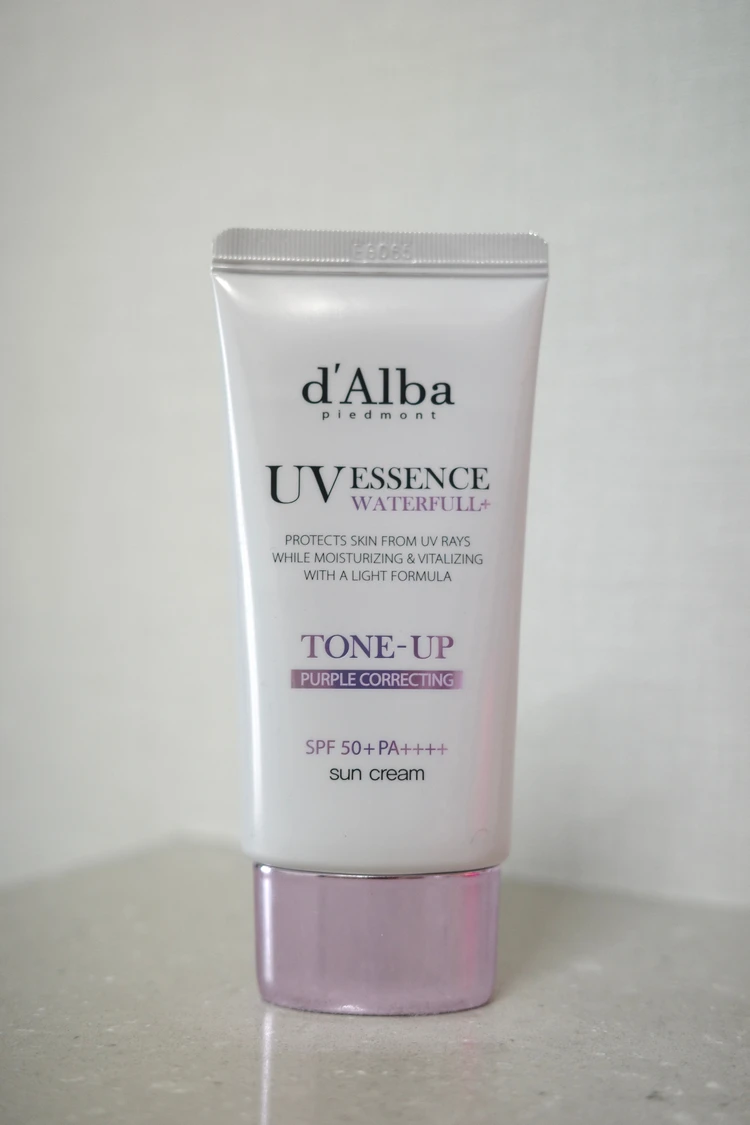 d'Alba
piedmont
UV ESSENCE
WATERFULL+
PROTECTS SKIN FROM UV RAYS
WHILE MOISTURIZING & VITALIZING
WITH A LIGHT FORMULA
TONE-UP
PURPLE CORRECTING
SPF 50+ PA++++
sun cream